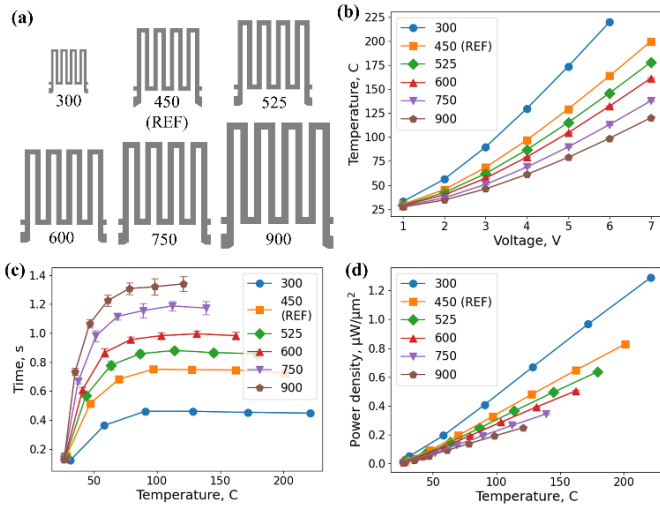 (a)
300
450
(REF)
525
600
750
900
(b)
Temperature, C
225
200
175
150
125
100
75
50
25
300
450 (REF)
525
600
750
900
1 2 3 4 5 6 7
Voltage, V
(c)
Time, s
1.4
1.2
1.0
0.8
0.6
0.4
0.2
300
450
(REF)
525
600
750
900
50 100 150 200
Temperature, C
(d)
Power density, μW/μm²
1.2
1.0
0.8
0.6
0.4
0.2
0.0
300
450 (REF)
525
600
750
900
50 100 150 200
Temperature, C